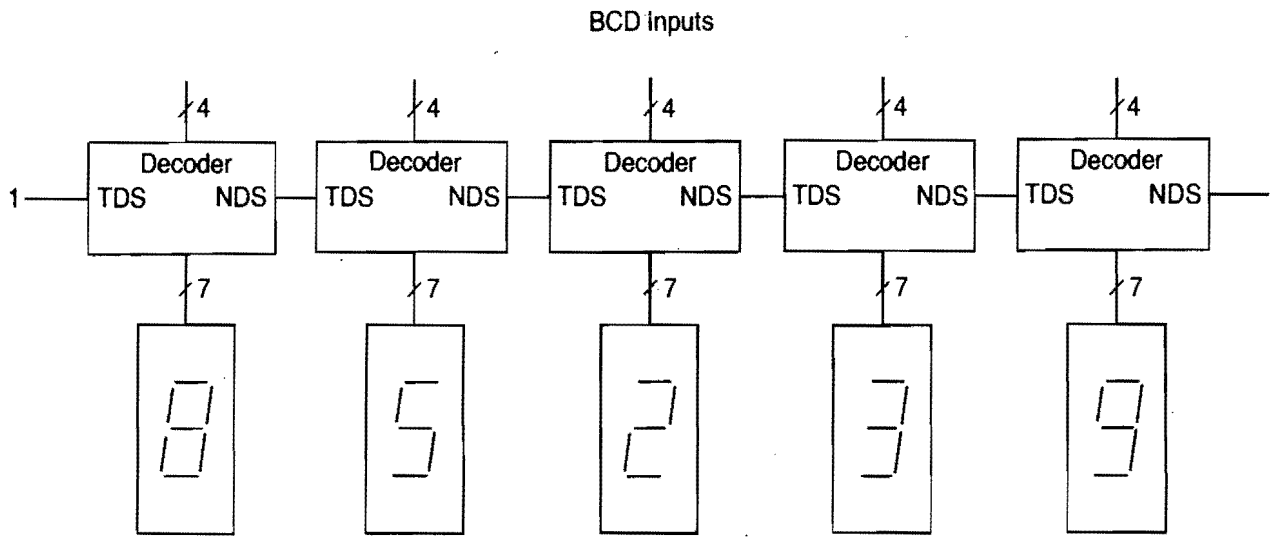 BCD inputs
4 4 4 4 4
Decoder Decoder Decoder Decoder Decoder
1 TDS NDS TDS NDS TDS NDS TDS NDS TDS NDS
7 7 7 7 7
8 5 2 3 9